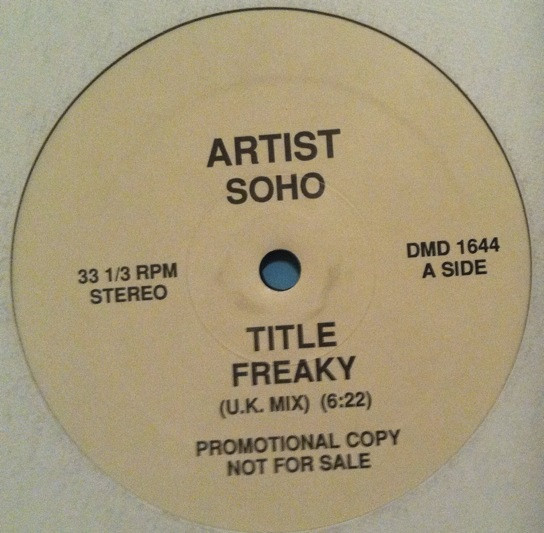 ARTIST
SOHO
33 1/3 RPM
STEREO
DMD 1644
A SIDE
TITLE
FREAKY
(U.K. MIX) (6:22)
PROMOTIONAL COPY
NOT FOR SALE